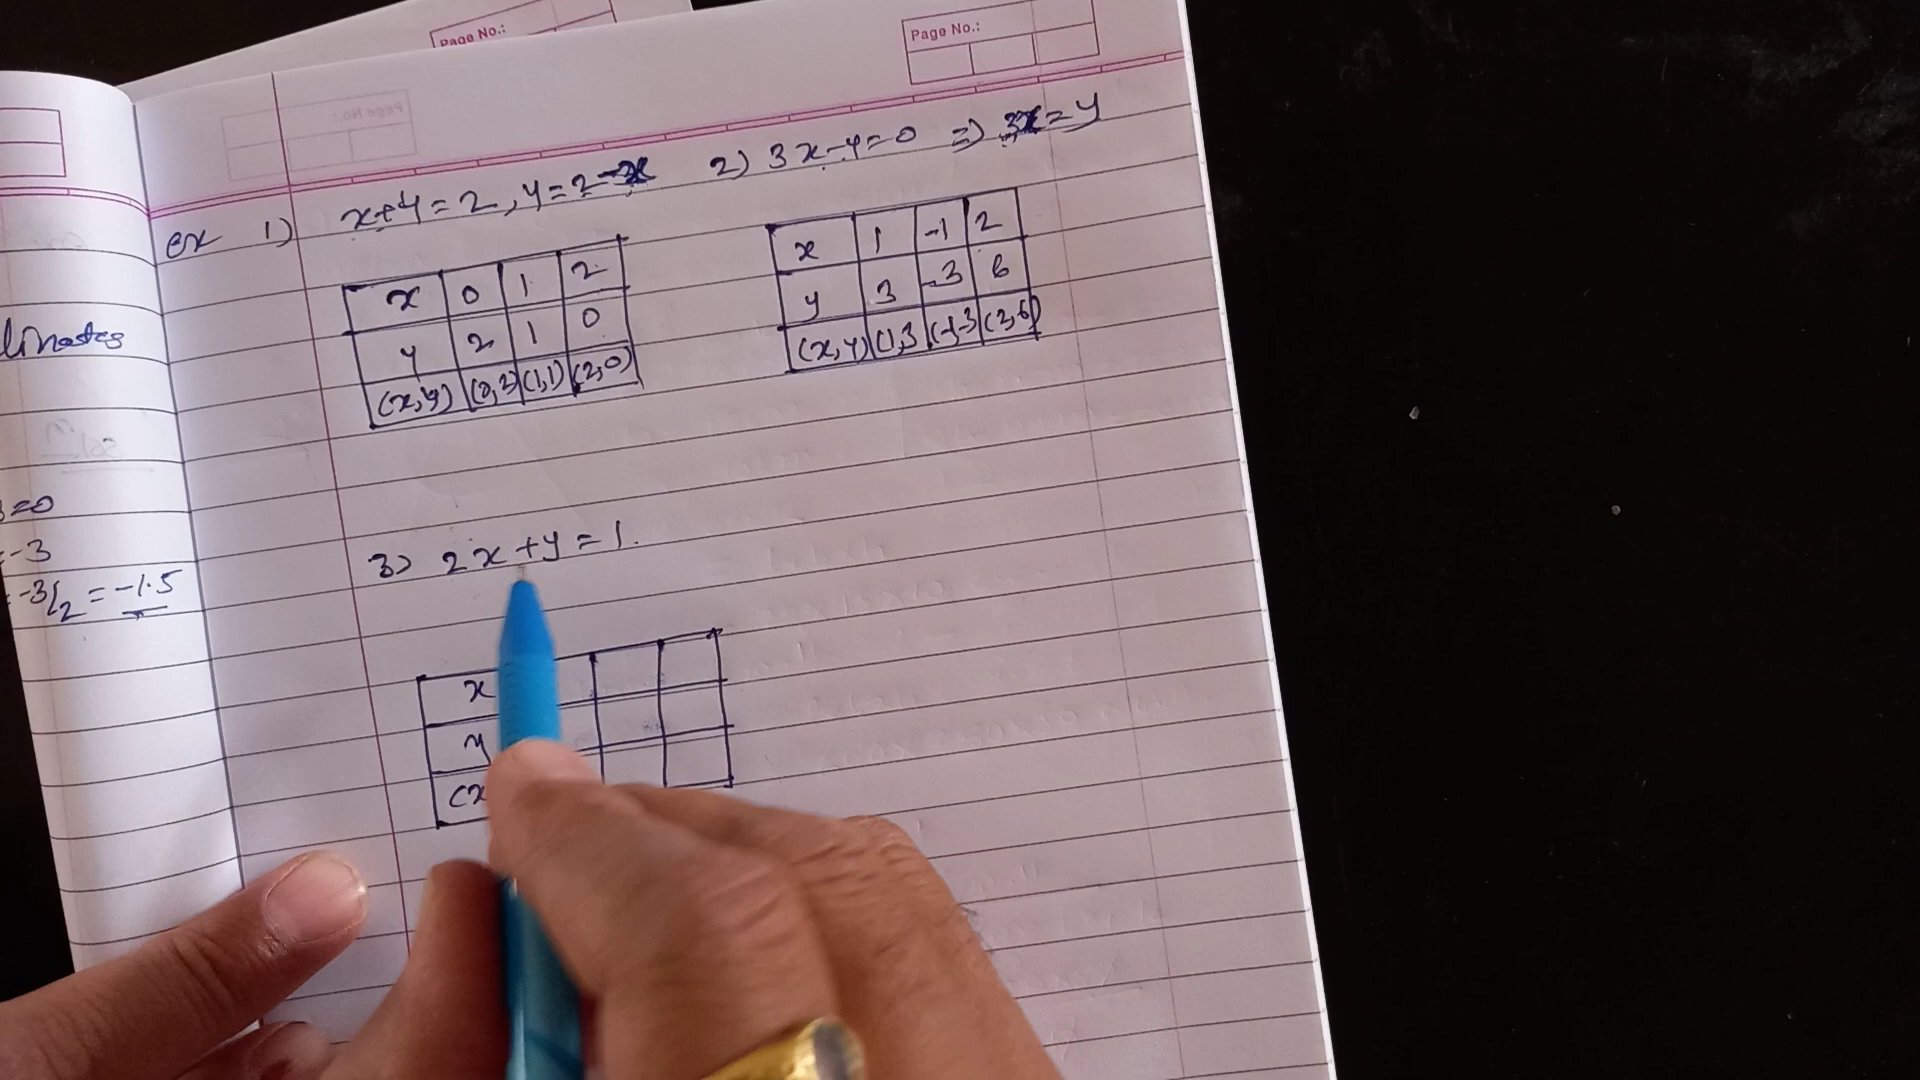 Page No.:
Page No.:
ex 1) x+y=2, y=2-x 2) 3x-y=0 => 3x=y
x 0 1 2
y 2 1 0
(x,y) (0,2) (1,1) (2,0)
x 1 -1 2
y 3 -3 6
(x,y) (1,3 (-1,-3 (2,6)
=0
-3
-3/2 = -1.5
3) 2x+y=1.
x
y
(x